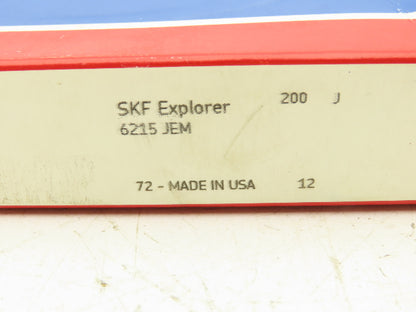 SKF Explorer 200 J
6215 JEM
72 - MADE IN USA 12